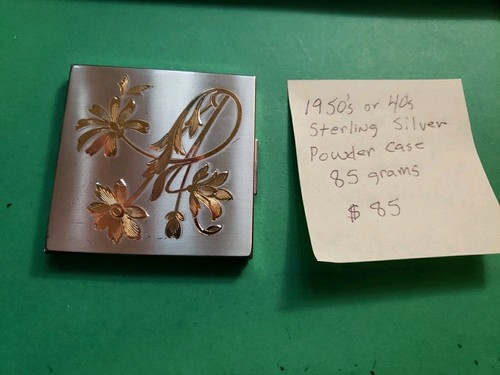 1950's or 40s
Sterling Silver
Powder Case
85 grams
$85